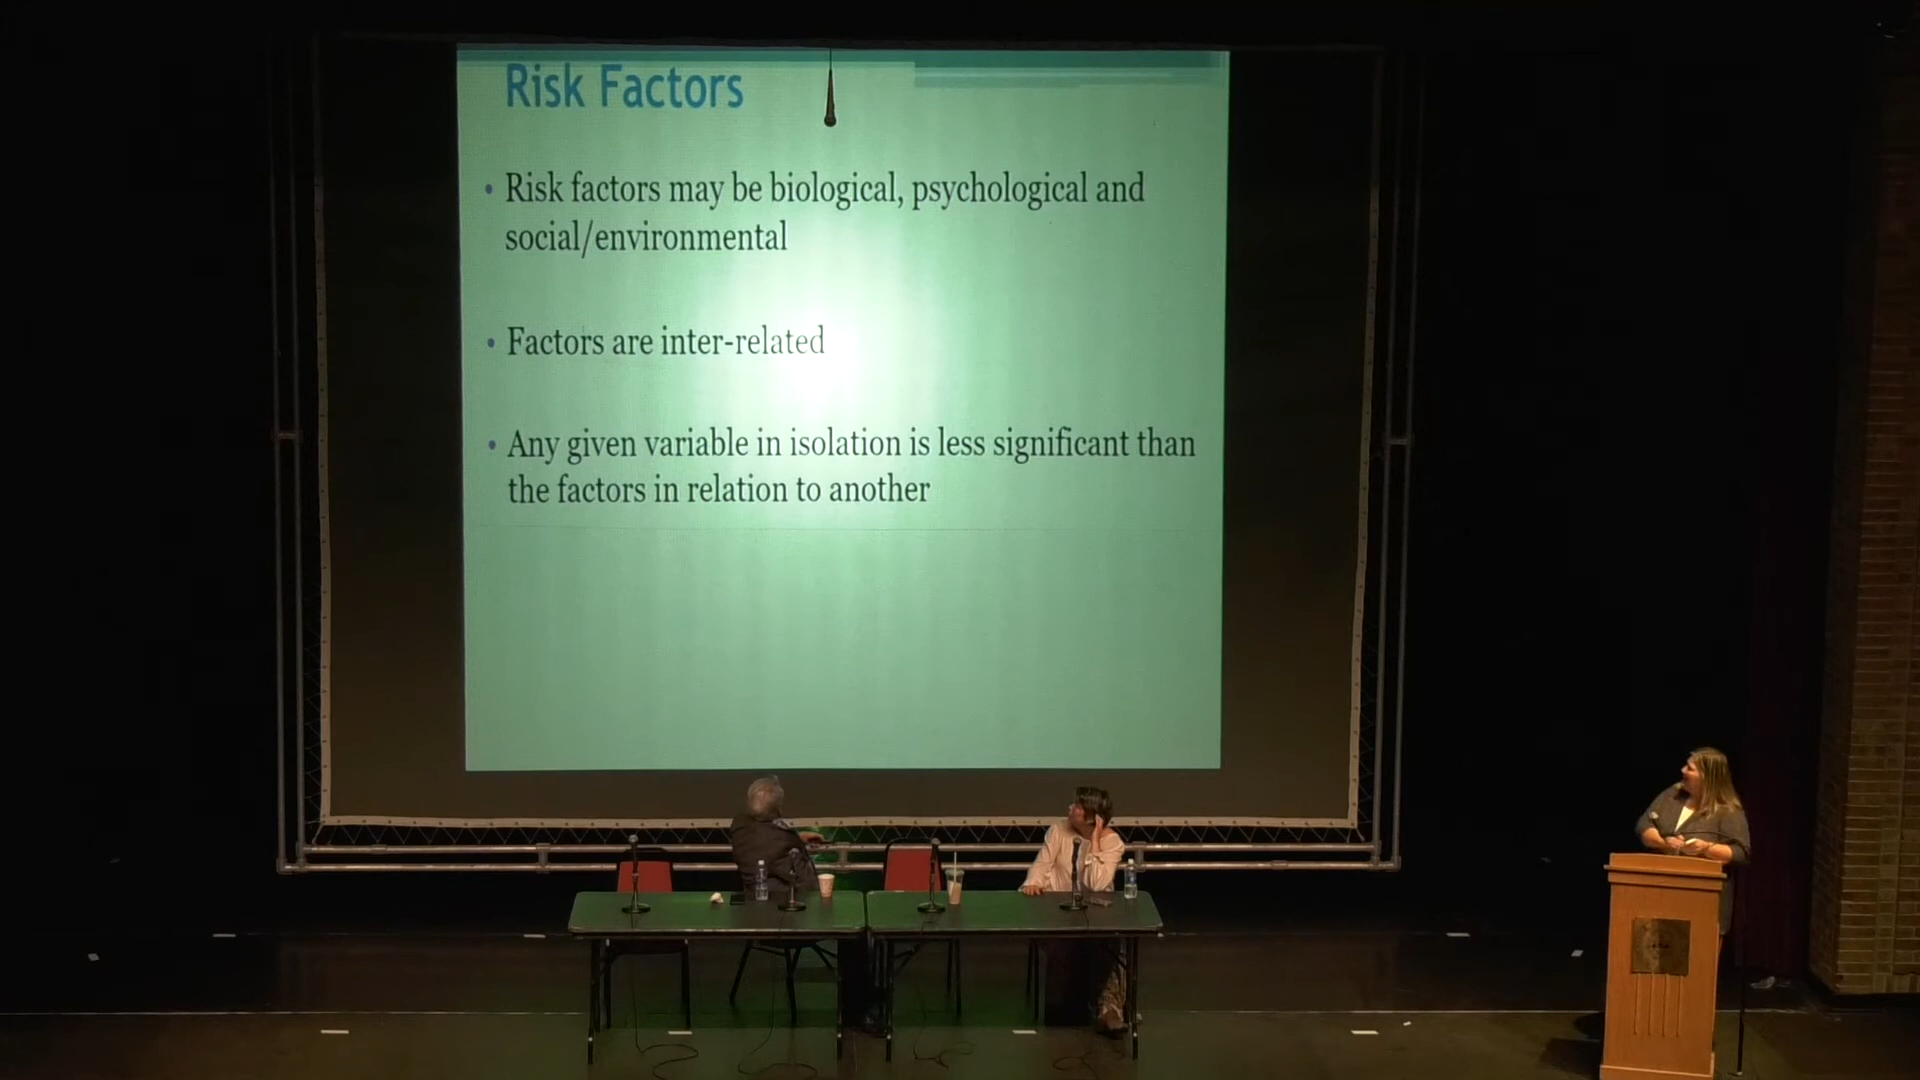 Risk Factors
• Risk factors may be biological, psychological and
social/environmental
• Factors are inter-related
• Any given variable in isolation is less significant than
the factors in relation to another